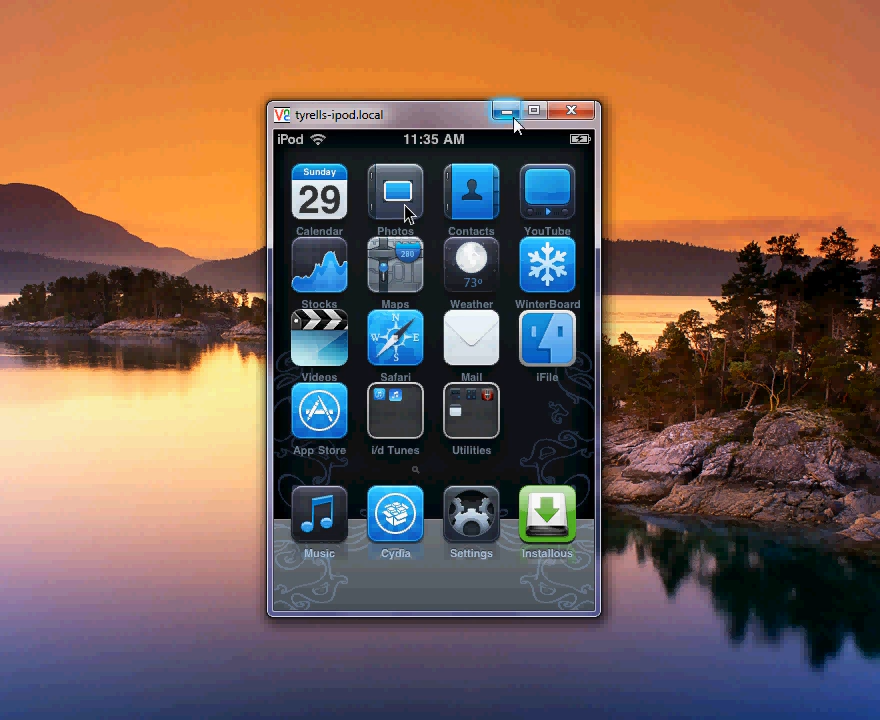 tyrells-ipod.local
iPod 11:35 AM
Sunday
29
280
73°
Calendar Photos Contacts YouTube
Stocks Maps Weather WinterBoard
N
W E
S
Videos Safari Mail iFile
App Store i/d Tunes Utilities
Music Cydia Settings Installous